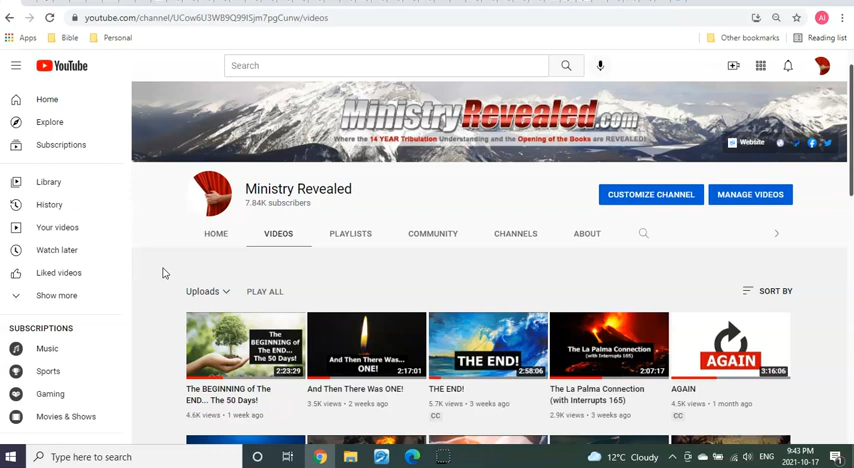 youtube.com/channel/UCow6U3WB9Q99ISjm7pgCunw/videos
AI
Apps Bible Personal Other bookmarks Reading list
YouTube
Search
Home
Explore
Subscriptions
Library
History
Your videos
Watch later
Liked videos
Show more
SUBSCRIPTIONS
Music
Sports
Gaming
Movies & Shows
MinistryRevealed.com
Where the 14 YEAR Tribulation Understanding and the Opening of the Books are REVEALED!
Website
Ministry Revealed
7.84K subscribers
CUSTOMIZE CHANNEL MANAGE VIDEOS
HOME VIDEOS PLAYLISTS COMMUNITY CHANNELS ABOUT
Uploads PLAY ALL SORT BY
The
BEGINNING of
The END...
The 50 Days!
2:23:29
The BEGINNING of The
END... The 50 Days!
4.6K views • 1 week ago
And Then There Was...
ONE!
2:17:01
And Then There Was ONE!
3.5K views • 2 weeks ago
THE END!
2:58:06
THE END!
5.7K views • 3 weeks ago
CC
The La Palma Connection
(with Interrupts 165)
2:07:17
The La Palma Connection
(with Interrupts 165)
2.9K views • 3 weeks ago
AGAIN
3:16:06
AGAIN
4.5K views • 1 month ago
CC
Type here to search
12°C Cloudy
ENG
9:43 PM
2021-10-17